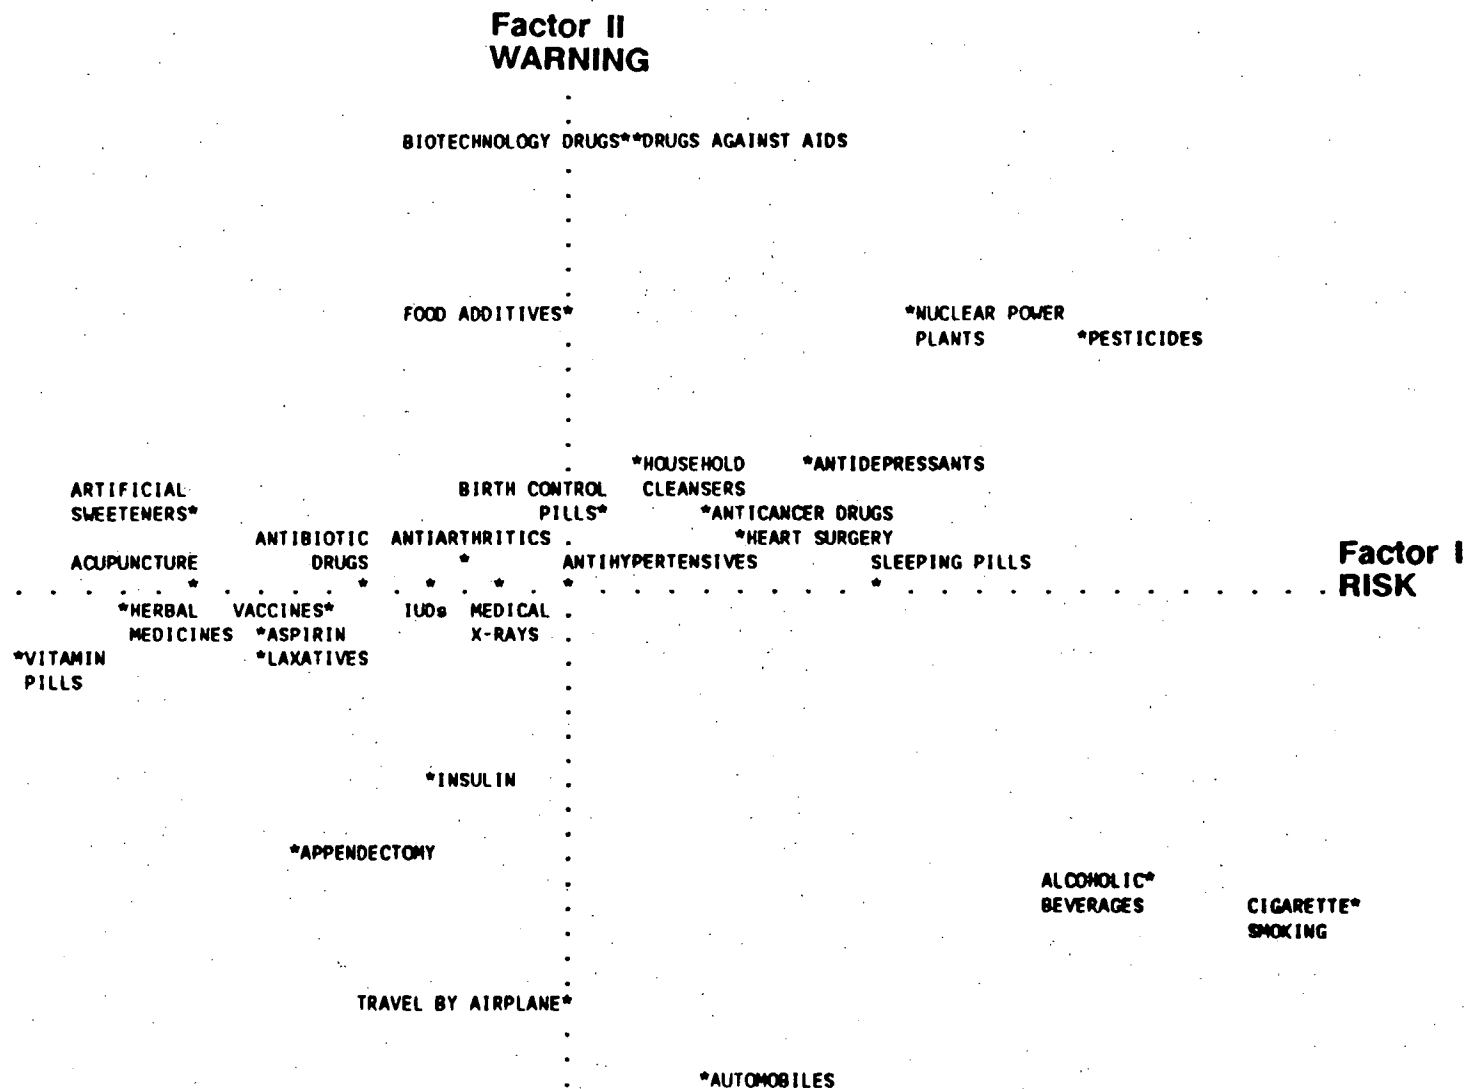 Factor II
WARNING
BIOTECHNOLOGY DRUGS**DRUGS AGAINST AIDS
FOOD ADDITIVES*
*NUCLEAR POWER
PLANTS
*PESTICIDES
*HOUSEHOLD
CLEANSERS
*ANTIDEPRESSANTS
ARTIFICIAL
SWEETENERS*
BIRTH CONTROL
PILLS*
*ANTICANCER DRUGS
*HEART SURGERY
ANTIBIOTIC
DRUGS
*
ANTIARTHRITICS
*
ACUPUNCTURE
*
ANTIHYPERTENSIVES
*
SLEEPING PILLS
*
Factor I
RISK
*HERBAL
MEDICINES
VACCINES*
*
IUDs
*
MEDICAL
X-RAYS
*ASPIRIN
*LAXATIVES
*VITAMIN
PILLS
*INSULIN
*APPENDECTOMY
ALCOHOLIC*
BEVERAGES
CIGARETTE*
SMOKING
TRAVEL BY AIRPLANE*
*AUTOMOBILES